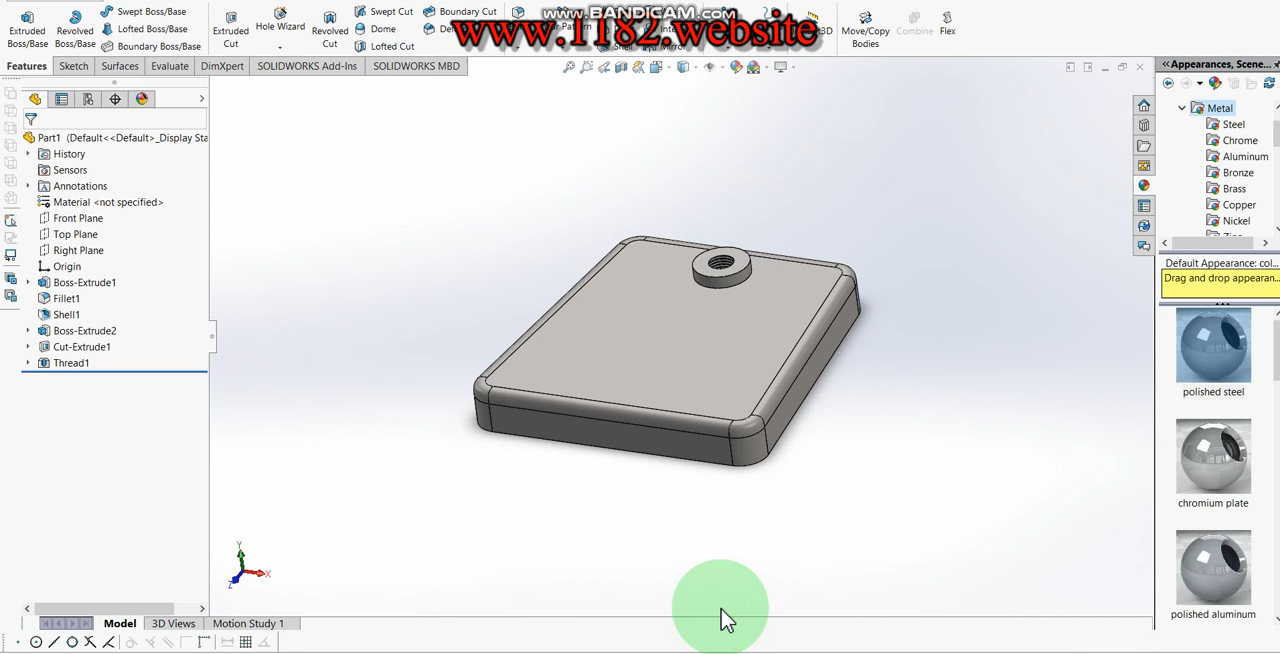 www.BANDICAM.com
www.1182.website
Extruded Boss/Base
Revolved Boss/Base
Swept Boss/Base
Lofted Boss/Base
Boundary Boss/Base
Extruded Cut
Hole Wizard
Revolved Cut
Swept Cut
Dome
Lofted Cut
Boundary Cut
Move/Copy Bodies
Combine
Flex
Features
Sketch
Surfaces
Evaluate
DimXpert
SOLIDWORKS Add-Ins
SOLIDWORKS MBD
Part1 (Default<<Default>_Display Sta
History
Sensors
Annotations
Material <not specified>
Front Plane
Top Plane
Right Plane
Origin
Boss-Extrude1
Fillet1
Shell1
Boss-Extrude2
Cut-Extrude1
Thread1
Y
X
Z
Model
3D Views
Motion Study 1
Appearances, Scene...
Metal
Steel
Chrome
Aluminum
Bronze
Brass
Copper
Nickel
Default Appearance: col...
Drag and drop appearan...
polished steel
chromium plate
polished aluminum